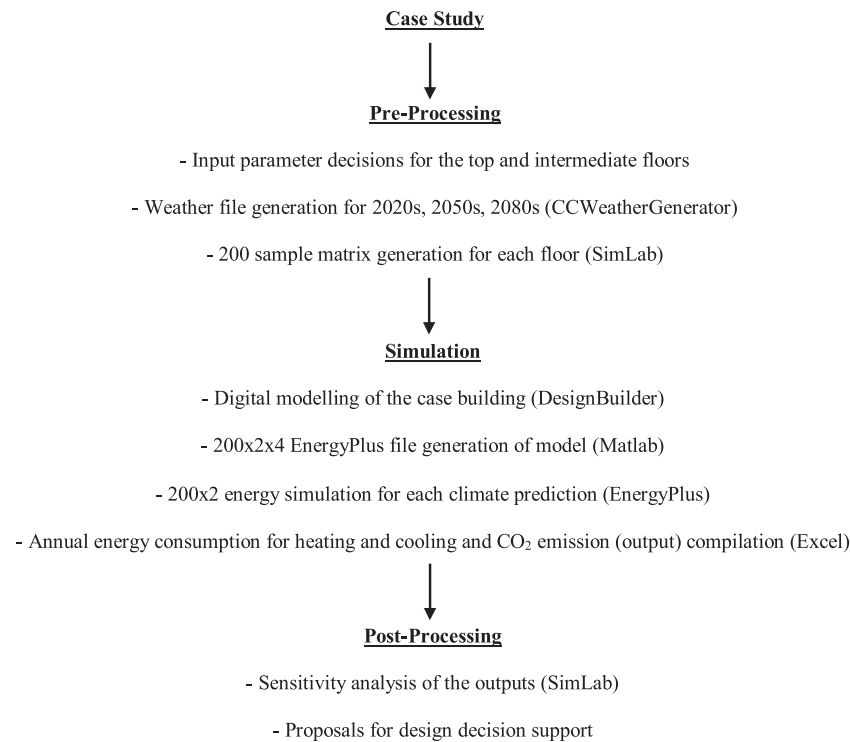 Case Study
Pre-Processing
- Input parameter decisions for the top and intermediate floors
- Weather file generation for 2020s, 2050s, 2080s (CCWeatherGenerator)
- 200 sample matrix generation for each floor (SimLab)
Simulation
- Digital modelling of the case building (DesignBuilder)
- 200x2x4 EnergyPlus file generation of model (Matlab)
- 200x2 energy simulation for each climate prediction (EnergyPlus)
- Annual energy consumption for heating and cooling and CO₂ emission (output) compilation (Excel)
Post-Processing
- Sensitivity analysis of the outputs (SimLab)
- Proposals for design decision support